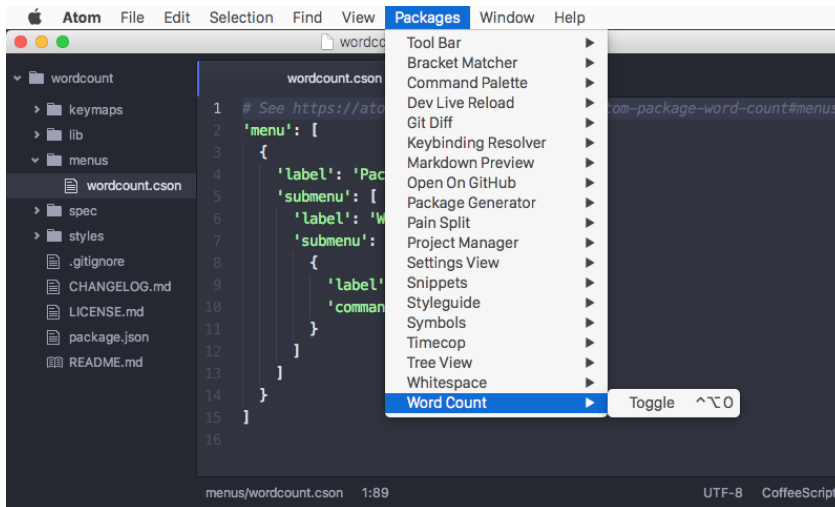 Atom File Edit Selection Find View Packages Window Help
wordco
wordcount
keymaps
lib
menus
wordcount.cson
spec
styles
.gitignore
CHANGELOG.md
LICENSE.md
package.json
README.md
wordcount.cson
1 # See https://ato om-package-word-count#menus
2 'menu': [
3 {
4 'label': 'Pac
5 'submenu': [
6 'label': 'W
7 'submenu':
8 {
9 'label'
10 'comman
11 }
12 ]
13 ]
14 }
15 ]
16
Tool Bar
Bracket Matcher
Command Palette
Dev Live Reload
Git Diff
Keybinding Resolver
Markdown Preview
Open On GitHub
Package Generator
Pain Split
Project Manager
Settings View
Snippets
Styleguide
Symbols
Timecop
Tree View
Whitespace
Word Count
Toggle ^⌥O
menus/wordcount.cson 1:89 UTF-8 CoffeeScript